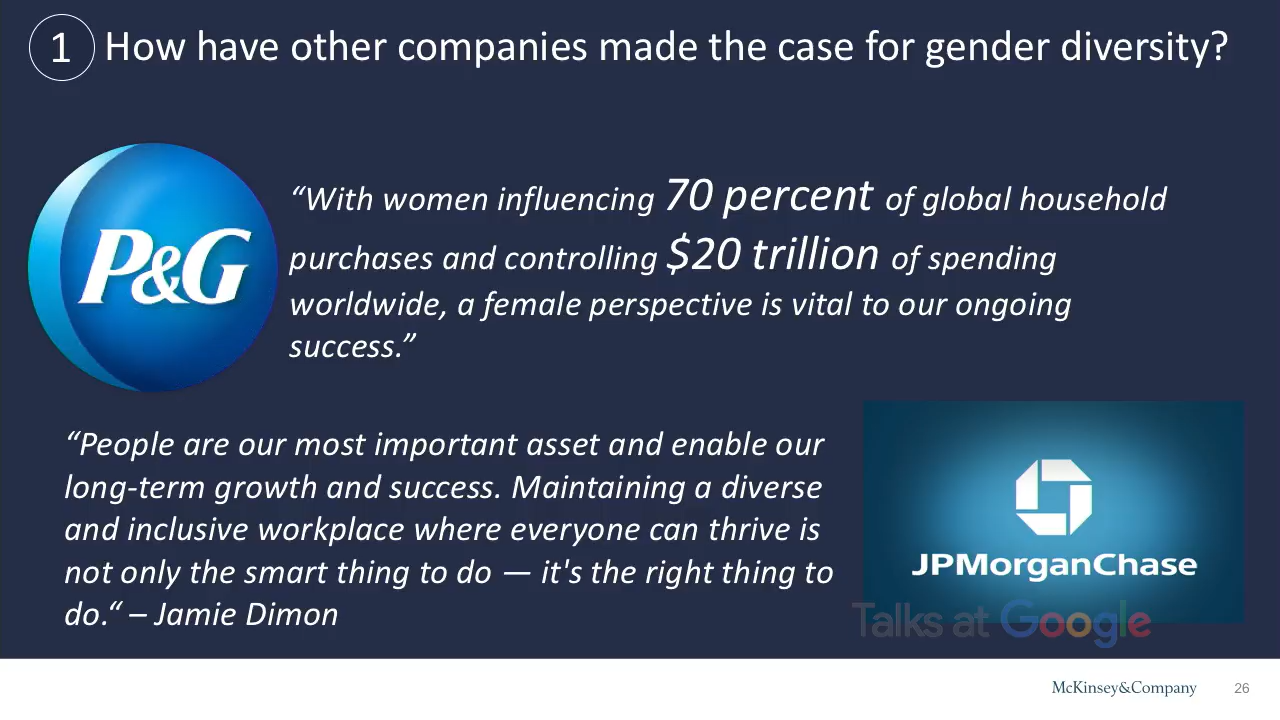 1 How have other companies made the case for gender diversity?
P&G
“With women influencing 70 percent of global household
purchases and controlling $20 trillion of spending
worldwide, a female perspective is vital to our ongoing
success.”
“People are our most important asset and enable our
long-term growth and success. Maintaining a diverse
and inclusive workplace where everyone can thrive is
not only the smart thing to do — it's the right thing to
do.“ – Jamie Dimon
JPMorganChase
Talks at Google
McKinsey&Company 26